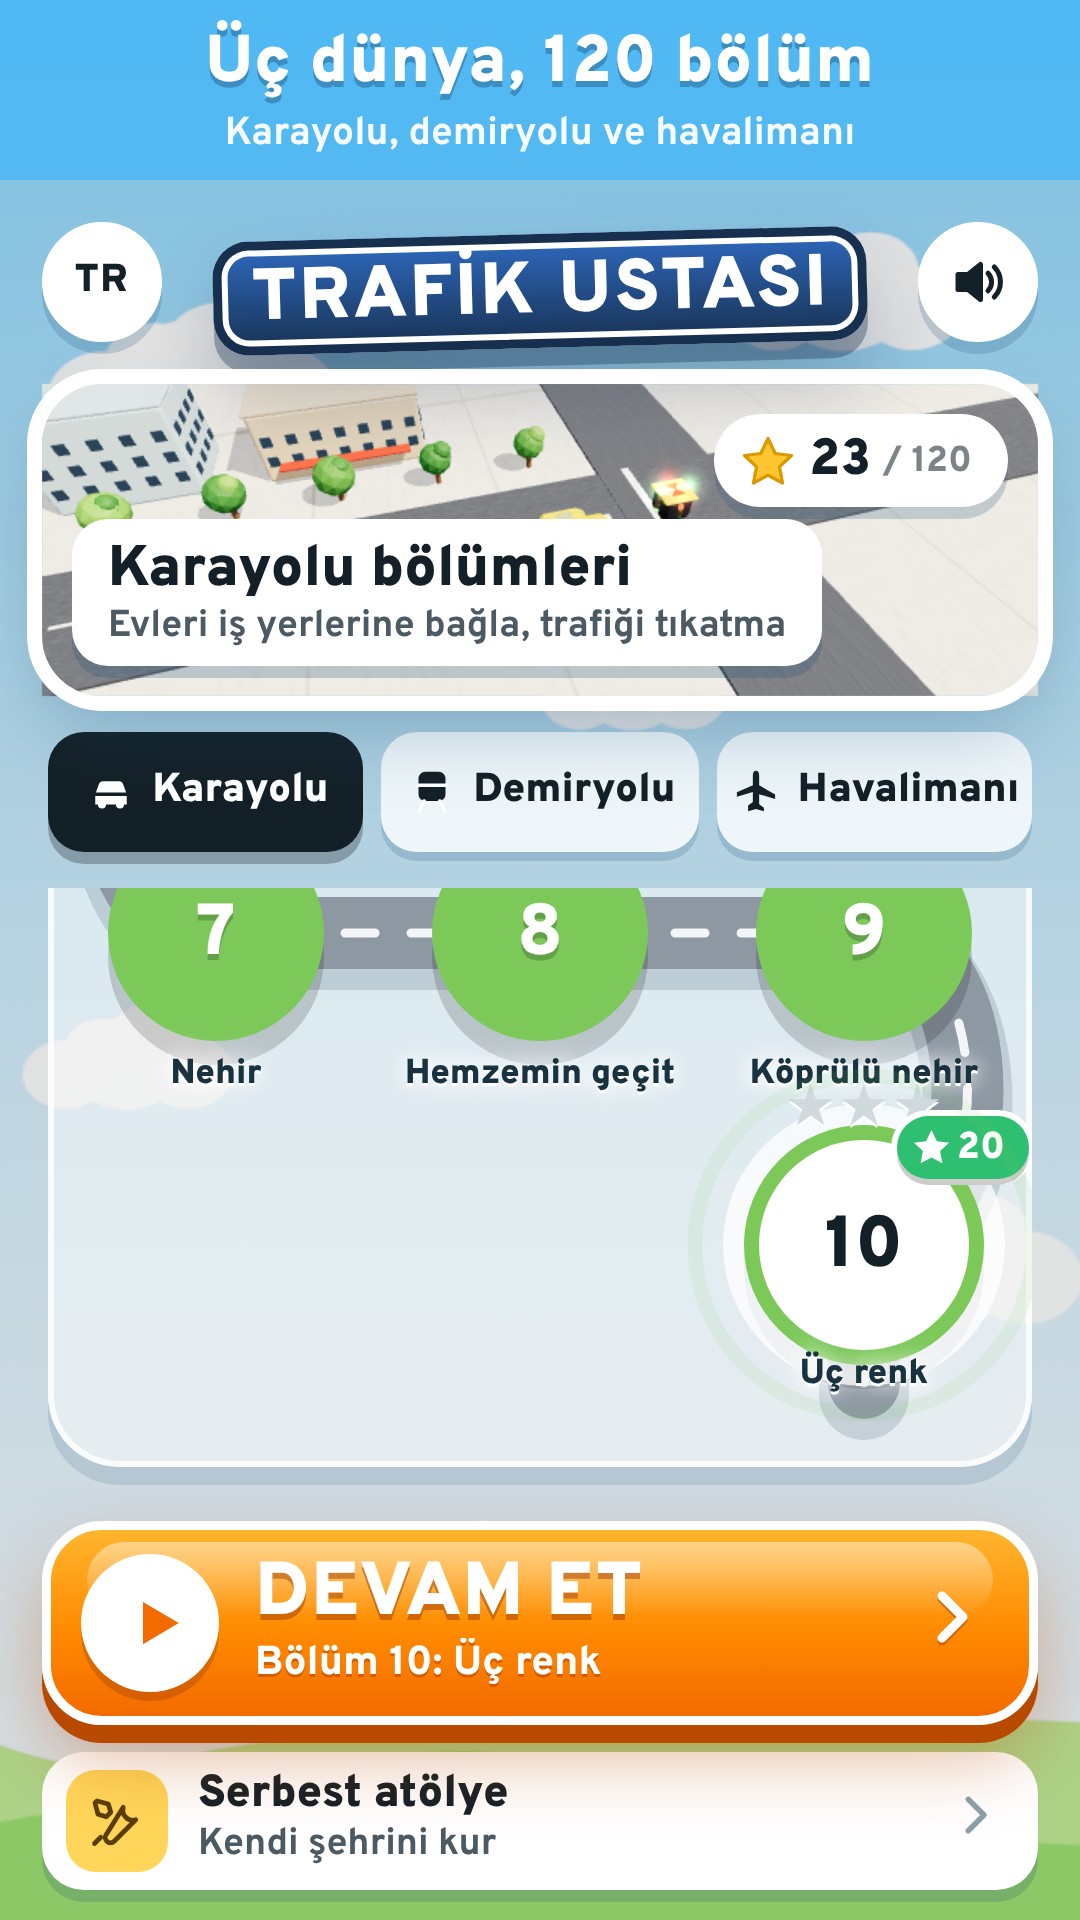 Üç dünya, 120 bölüm
Karayolu, demiryolu ve havalimanı
TR
TRAFİK USTASI
23 / 120
Karayolu bölümleri
Evleri iş yerlerine bağla, trafiği tıkatma
Karayolu
Demiryolu
Havalimanı
7
8
9
Nehir
Hemzemin geçit
Köprülü nehir
20
10
Üç renk
DEVAM ET
Bölüm 10: Üç renk
Serbest atölye
Kendi şehrini kur